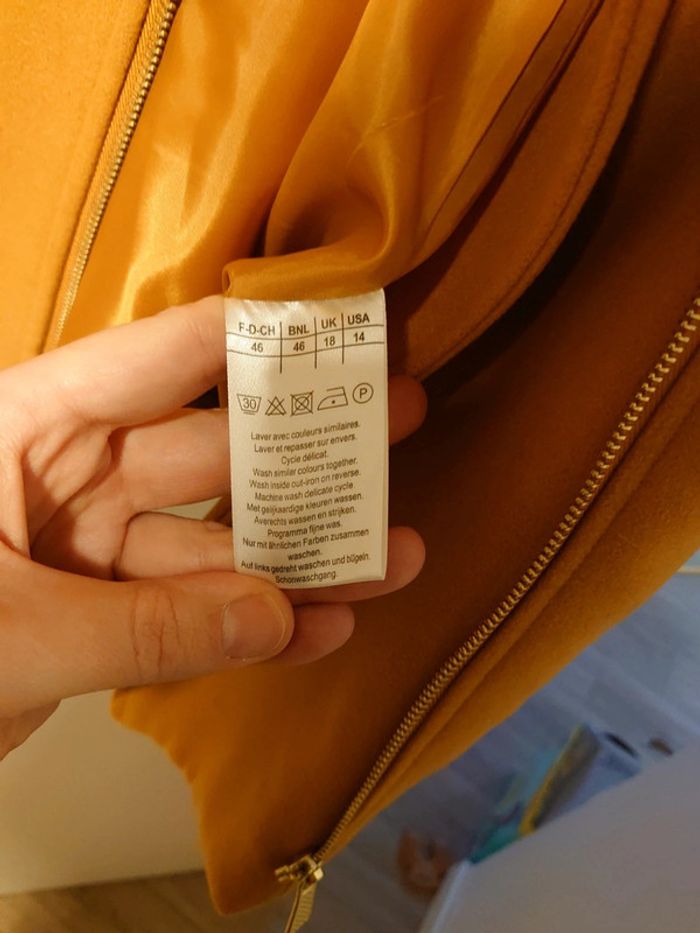 F-D-CH BNL UK USA
46 46 18 14
30 P
Laver avec couleurs similaires.
Laver et repasser sur envers.
Cycle délicat.
Wash similar colours together.
Wash inside out-iron on reverse.
Machine wash delicate cycle
Met gelijkaardige kleuren wassen.
Averechts wassen en strijken.
Programma fijne was.
Nur mit ähnlichen Farben zusammen
waschen.
Auf links gedreht waschen und bügeln.
Schonwaschgang.